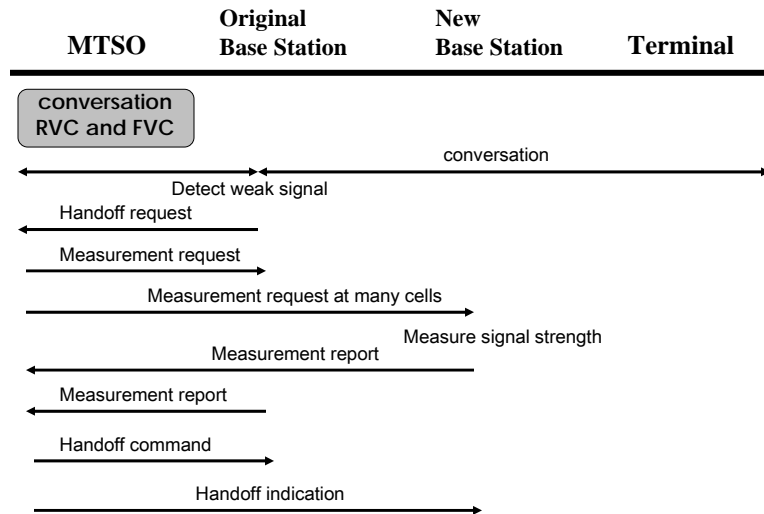 MTSO
Original
Base Station
New
Base Station
Terminal
conversation
RVC and FVC
conversation
Detect weak signal
Handoff request
Measurement request
Measurement request at many cells
Measure signal strength
Measurement report
Measurement report
Handoff command
Handoff indication